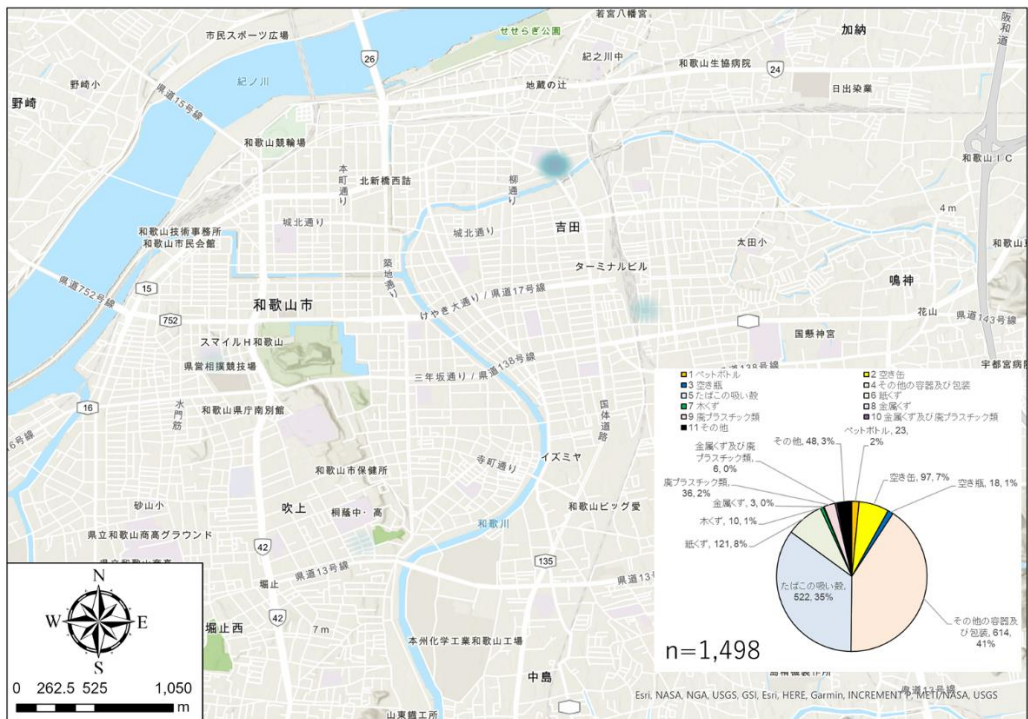 若宮八幡宮
市民スポーツ広場
せせらぎ公園
加納
阪和道
26
紀之川中
和歌山生協病院
24
野崎
野崎小
紀ノ川
地蔵の辻
日出染業
県道15号線
和歌山競輪場
本町通り
北新橋西詰
柳通り
和歌山IC
和歌山技術事務所
和歌山市民会館
城北通り
城北通り
吉田
4 m
太田小
築地通り
ターミナルビル
鳴神
県道752号線
15
和歌山市
けやき大通り / 県道17号線
752
花山
県道143号線
スマイルH和歌山
国懸神宮
県営相撲競技場
三年坂通り / 県道138号線
宇都宮病院
16
水門筋
和歌山県庁南別館
国体道路
寺町通り
イズミヤ
和歌山市保健所
砂山小
吹上
桐蔭中・高
和歌山ビッグ愛
県立和歌山商高グラウンド
和歌川
42
県道13号線
135
堀止
42
堀止西
7 m
本州化学工業和歌山工場
中島
山東鐵工所
1 ペットボトル
2 空き缶
3 空き瓶
4 その他の容器及び包装
5 たばこの吸い殻
6 紙くず
7 木くず
8 金属くず
9 廃プラスチック類
10 金属くず及び廃プラスチック類
11 その他
ペットボトル, 23,
2%
その他, 48, 3%
金属くず及び廃
プラスチック類,
6, 0%
空き缶, 97, 7%
空き瓶, 18, 1%
廃プラスチック類,
36, 2%
金属くず, 3, 0%
木くず, 10, 1%
紙くず, 121, 8%
たばこの吸い殻,
522, 35%
その他の容器及
び包装, 614,
41%
n=1,498
N
W E
S
0 262.5 525 1,050
m
Esri, NASA, NGA, USGS, GSI, Esri, HERE, Garmin, INCREMENT P, METI/NASA, USGS